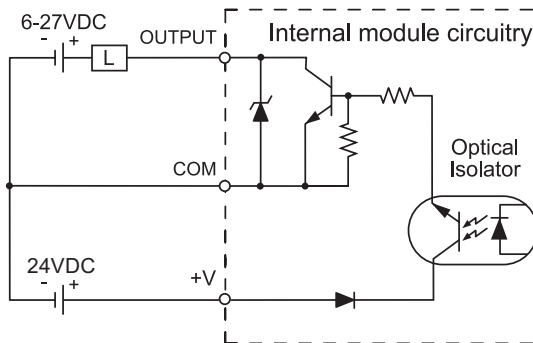 6-27VDC
- +
L
OUTPUT
Internal module circuitry
COM
Optical
Isolator
24VDC
- +
+V